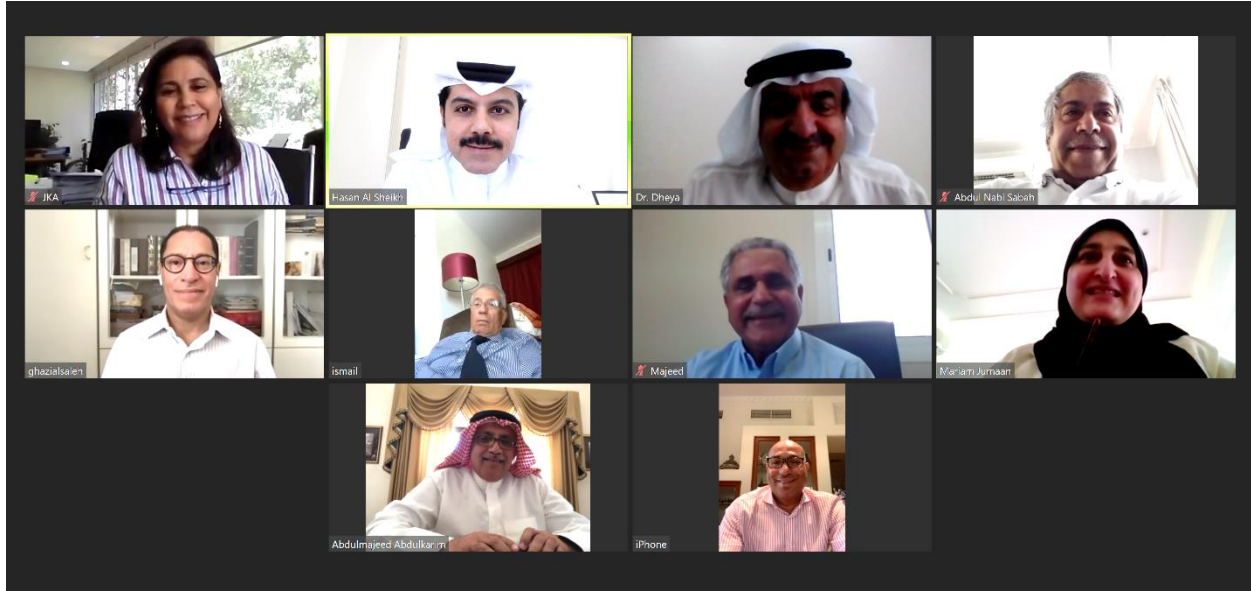 JKA
Hasan Al Sheikh
Dr. Dheya
Abdul Nabi Sabah
ghazialsaleh
ismail
Majeed
Mariam Jumaan
Abdulmajeed Abdulkarim
iPhone